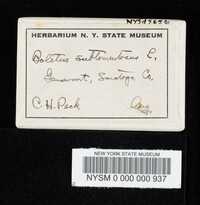 NYSd5656
HERBARIUM N. Y. STATE MUSEUM
Boletus subtomentosus L.
Gansevoort, Saratoga Co.
C. H. Peck Aug.
NEW YORK STATE MUSEUM
NYSM 0 000 000 937